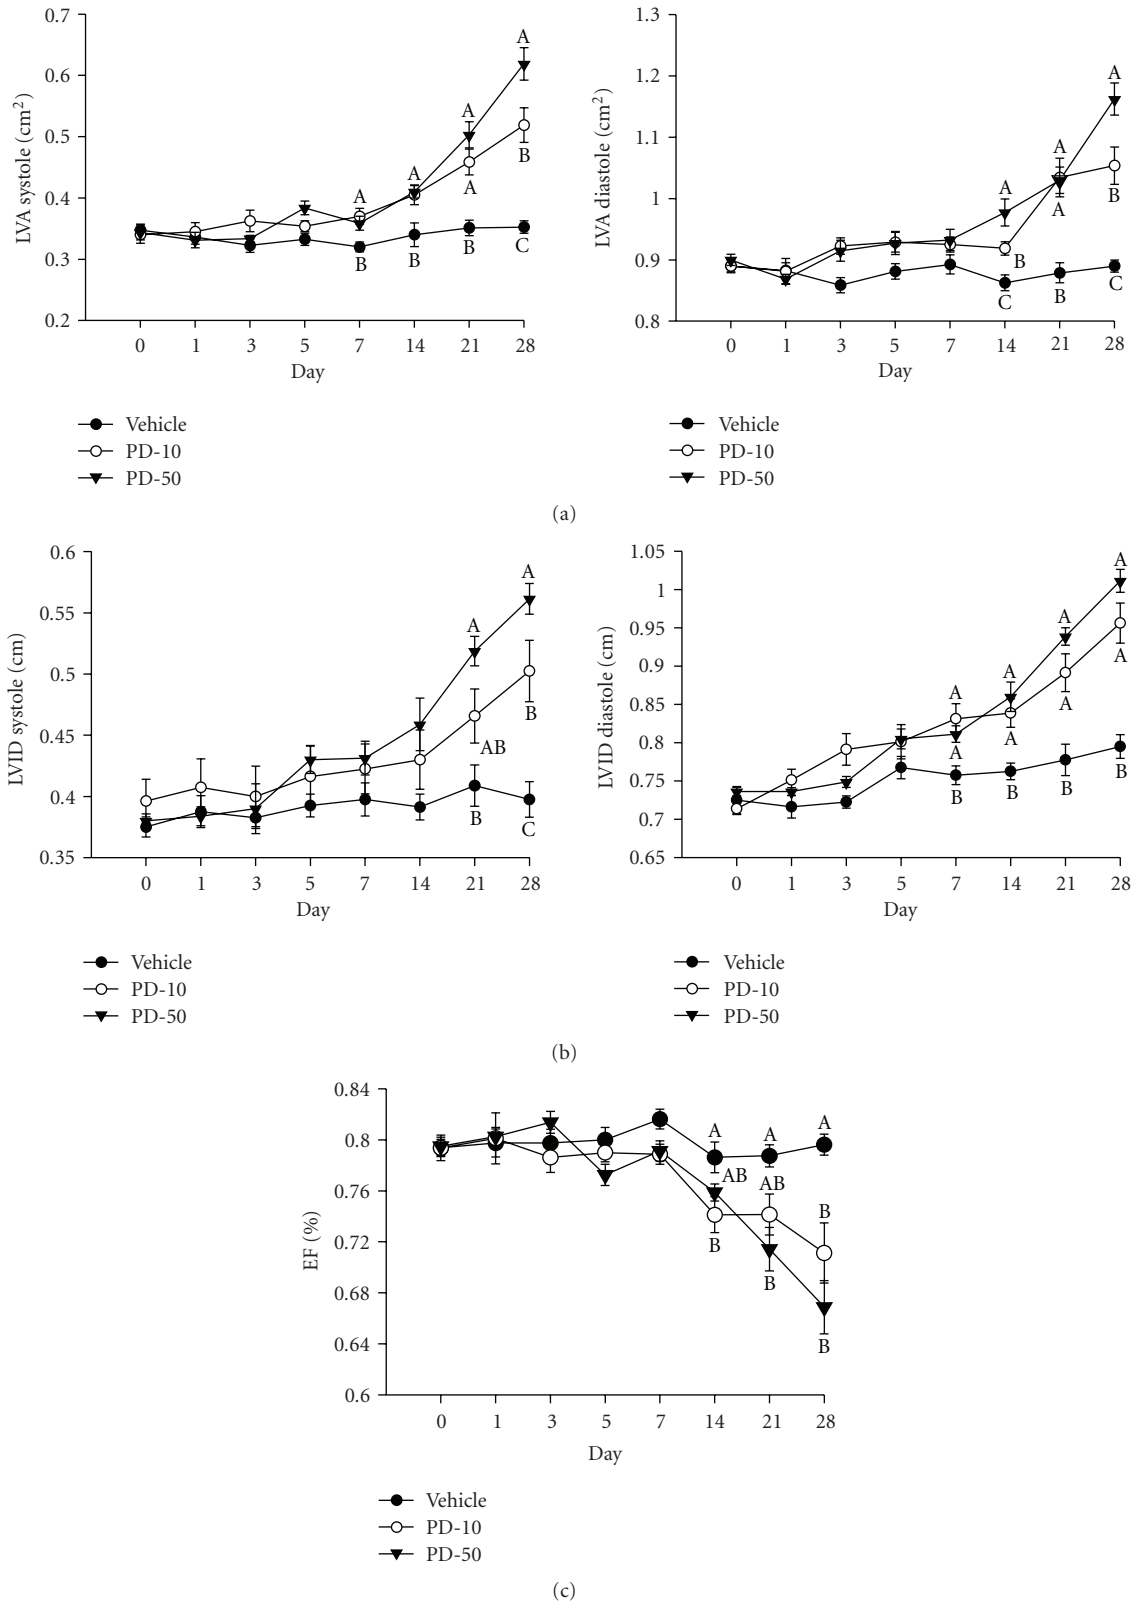 LVA systole (cm²)
0.7
0.6
0.5
0.4
0.3
0.2
A
A
A
A
B
A
B
B
B
C
0 1 3 5 7 14 21 28
Day
Vehicle
PD-10
PD-50
LVA diastole (cm²)
1.3
1.2
1.1
1
0.9
0.8
A
A
A
A
B
B
C
B
C
0 1 3 5 7 14 21 28
Day
Vehicle
PD-10
PD-50
(a)
LVID systole (cm)
0.6
0.55
0.5
0.45
0.4
0.35
A
A
B
AB
B
C
0 1 3 5 7 14 21 28
Day
Vehicle
PD-10
PD-50
LVID diastole (cm)
1.05
1
0.95
0.9
0.85
0.8
0.75
0.7
0.65
A
A
A
A
A
A
A
A
B
B
B
B
0 1 3 5 7 14 21 28
Day
Vehicle
PD-10
PD-50
(b)
EF (%)
0.84
0.8
0.76
0.72
0.68
0.64
0.6
A
A
A
AB
AB
B
B
B
B
0 1 3 5 7 14 21 28
Day
Vehicle
PD-10
PD-50
(c)